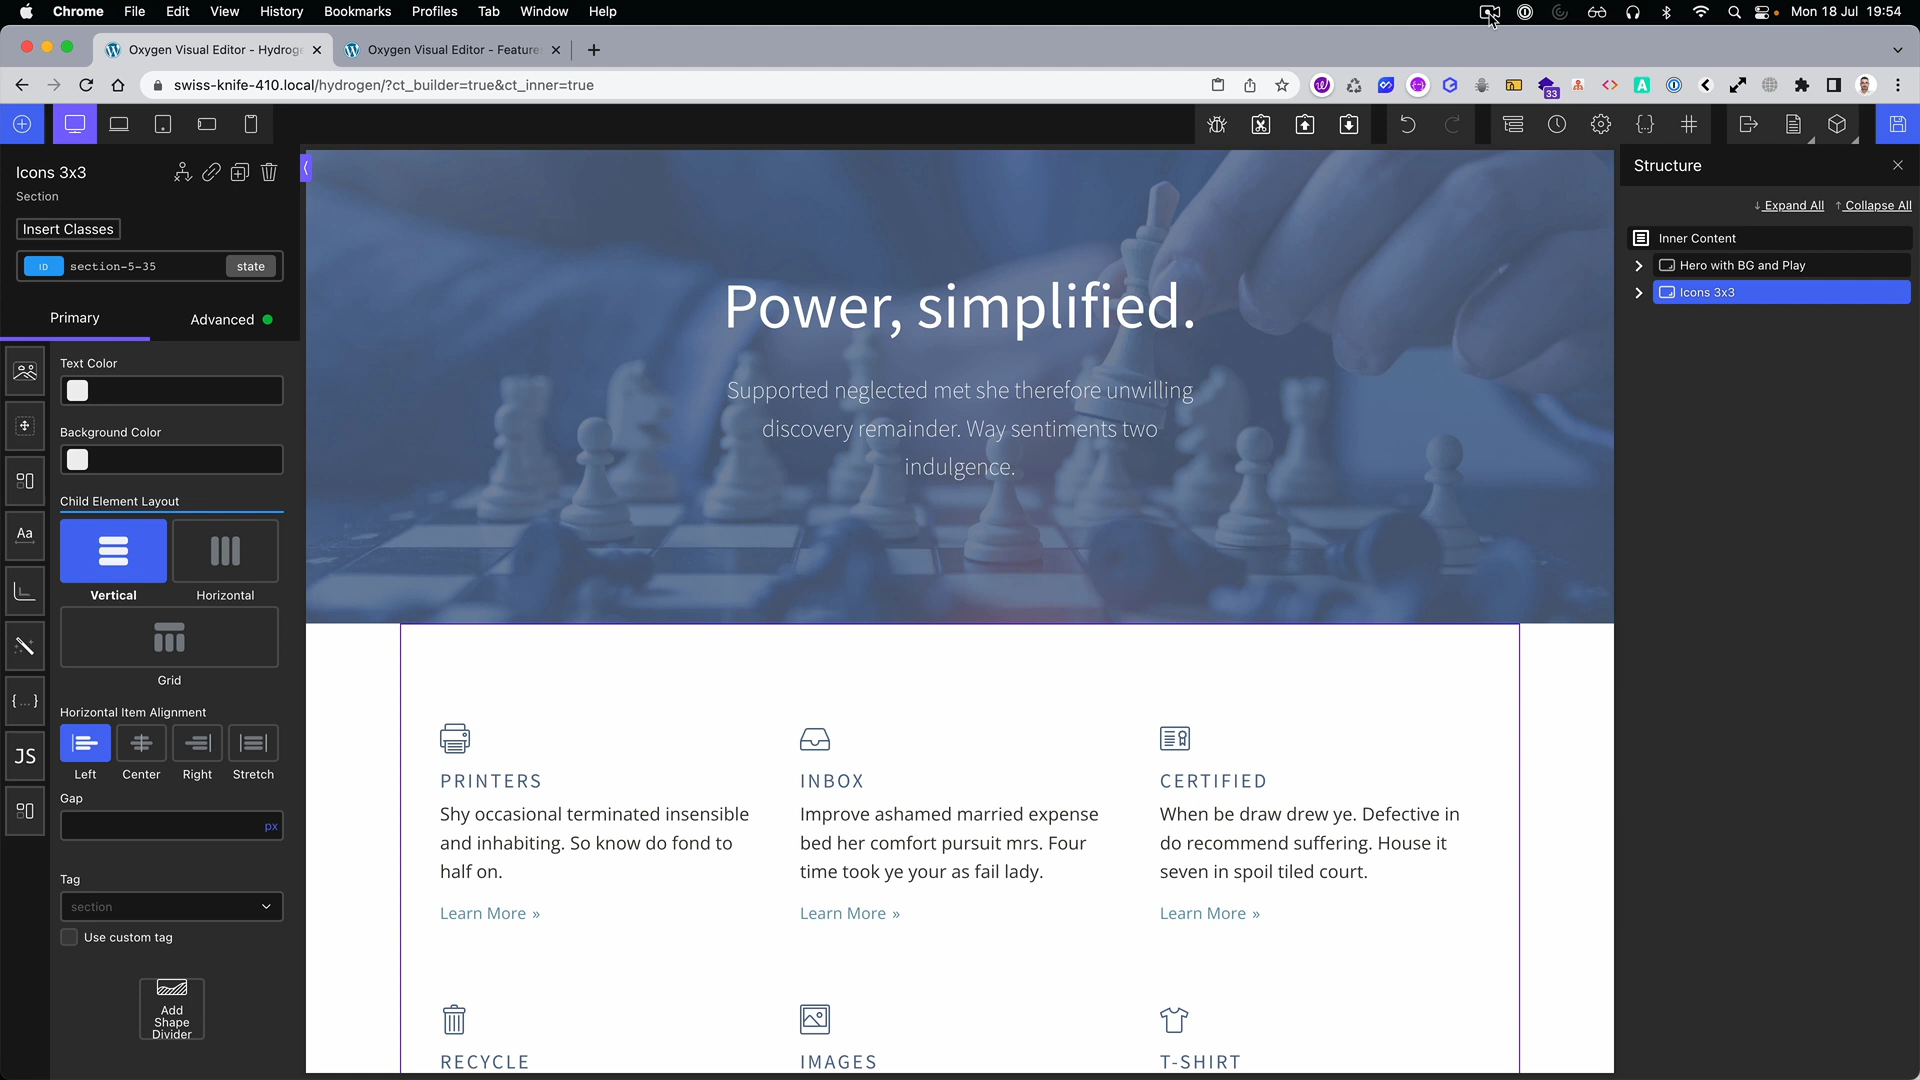 Chrome File Edit View History Bookmarks Profiles Tab Window Help
Mon 18 Jul 19:54
Oxygen Visual Editor - Hydroge
Oxygen Visual Editor - Feature
swiss-knife-410.local/hydrogen/?ct_builder=true&ct_inner=true
33
Icons 3x3
Section
Insert Classes
ID section-5-35 state
Primary
Advanced
Text Color
Background Color
Child Element Layout
Vertical
Horizontal
Grid
Horizontal Item Alignment
Left Center Right Stretch
Gap
px
Tag
section
Use custom tag
Add
Shape
Divider
Aa
{...}
JS
Power, simplified.
Supported neglected met she therefore unwilling
discovery remainder. Way sentiments two
indulgence.
PRINTERS
Shy occasional terminated insensible
and inhabiting. So know do fond to
half on.
Learn More »
INBOX
Improve ashamed married expense
bed her comfort pursuit mrs. Four
time took ye your as fail lady.
Learn More »
CERTIFIED
When be draw drew ye. Defective in
do recommend suffering. House it
seven in spoil tiled court.
Learn More »
RECYCLE
IMAGES
T-SHIRT
Structure
↓ Expand All ↑ Collapse All
Inner Content
Hero with BG and Play
Icons 3x3